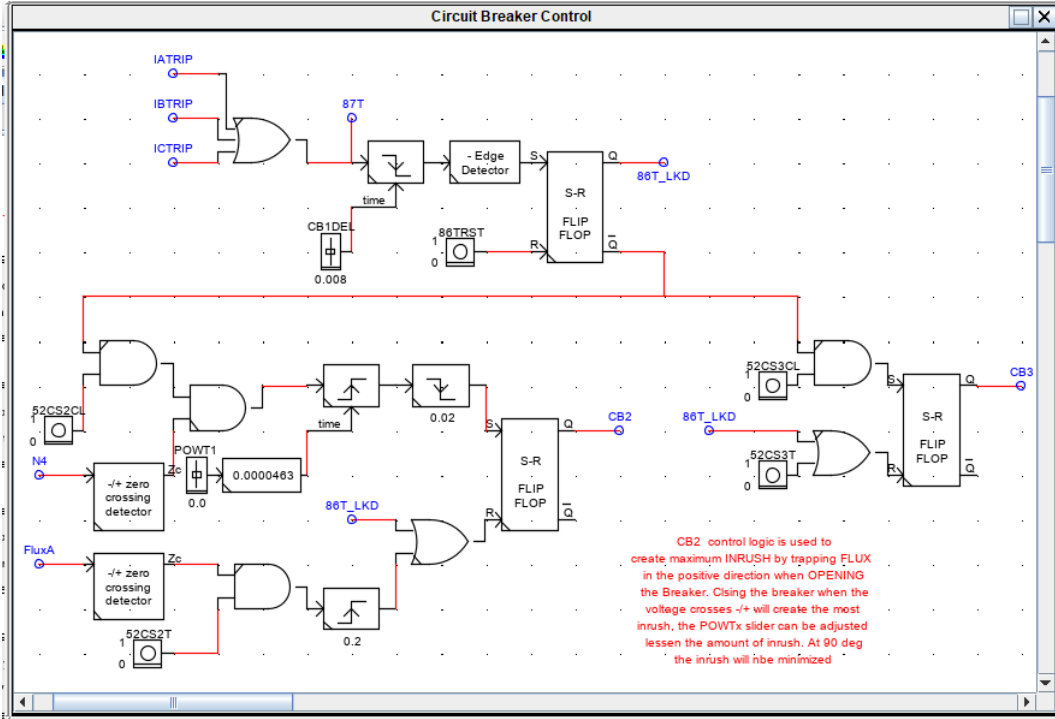 Circuit Breaker Control
IATRIP
IBTRIP
87T
ICTRIP
- Edge
Detector
S
Q
86T_LKD
S-R
FLIP
FLOP
time
CB1DEL
0.008
86TRST
1
0
R
Q
52CS2CL
1
0
0.02
time
POWT1
0.0
0.0000463
N4
-/+ zero
crossing
detector
Zc
S
Q
CB2
S-R
FLIP
FLOP
R
Q
86T_LKD
FluxA
-/+ zero
crossing
detector
Zc
52CS2T
1
0
0.2
52CS3CL
1
0
86T_LKD
52CS3T
1
0
S
Q
CB3
S-R
FLIP
FLOP
R
Q
CB2 control logic is used to
create maximum INRUSH by trapping FLUX
in the positive direction when OPENING
the Breaker. Clsing the breaker when the
voltage crosses -/+ will create the most
inrush, the POWTx slider can be adjusted
lessen the amount of inrush. At 90 deg
the inrush will nbe minimized